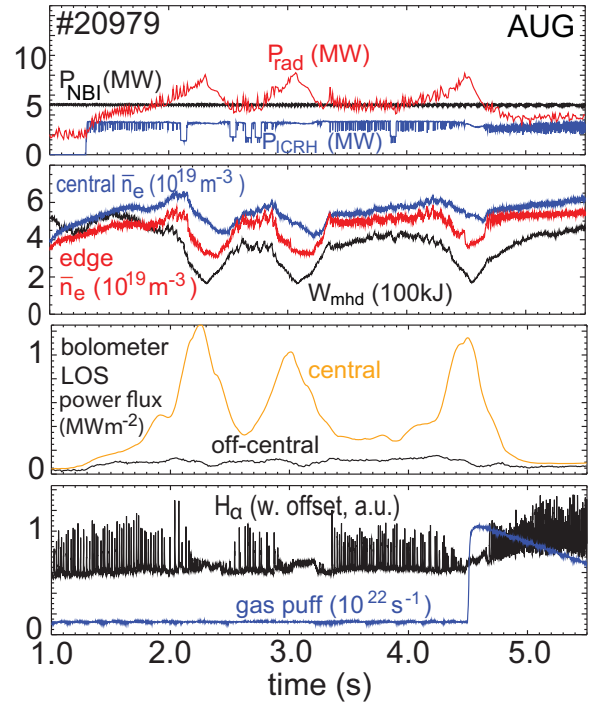 #20979 AUG
P_rad (MW)
P_NBI (MW)
P_ICRH (MW)
10
5
0
central n̄_e (10^19 m^-3)
edge
n̄_e (10^19 m^-3)
W_mhd (100kJ)
6
4
2
0
bolometer
LOS
power flux
(MWm^-2)
central
off-central
1
0
H_α (w. offset, a.u.)
gas puff (10^22 s^-1)
1
0
1.0 2.0 3.0 4.0 5.0
time (s)